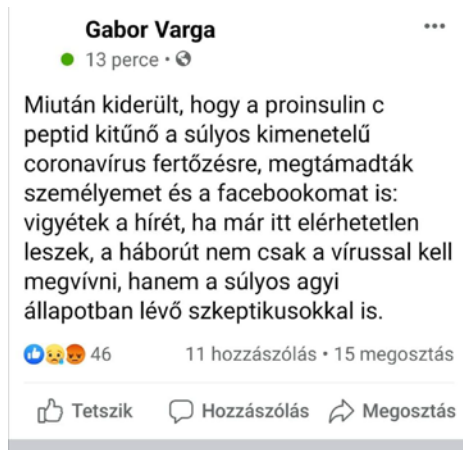 Gabor Varga
13 perce
Miután kiderült, hogy a proinsulin c
peptid kitűnő a súlyos kimenetelű
coronavírus fertőzésre, megtámadták
személyemet és a facebookomat is:
vigyétek a hírét, ha már itt elérhetetlen
leszek, a háborút nem csak a vírussal kell
megvívni, hanem a súlyos agyi
állapotban lévő szkeptikusokkal is.
46 11 hozzászólás • 15 megosztás
Tetszik Hozzászólás Megosztás